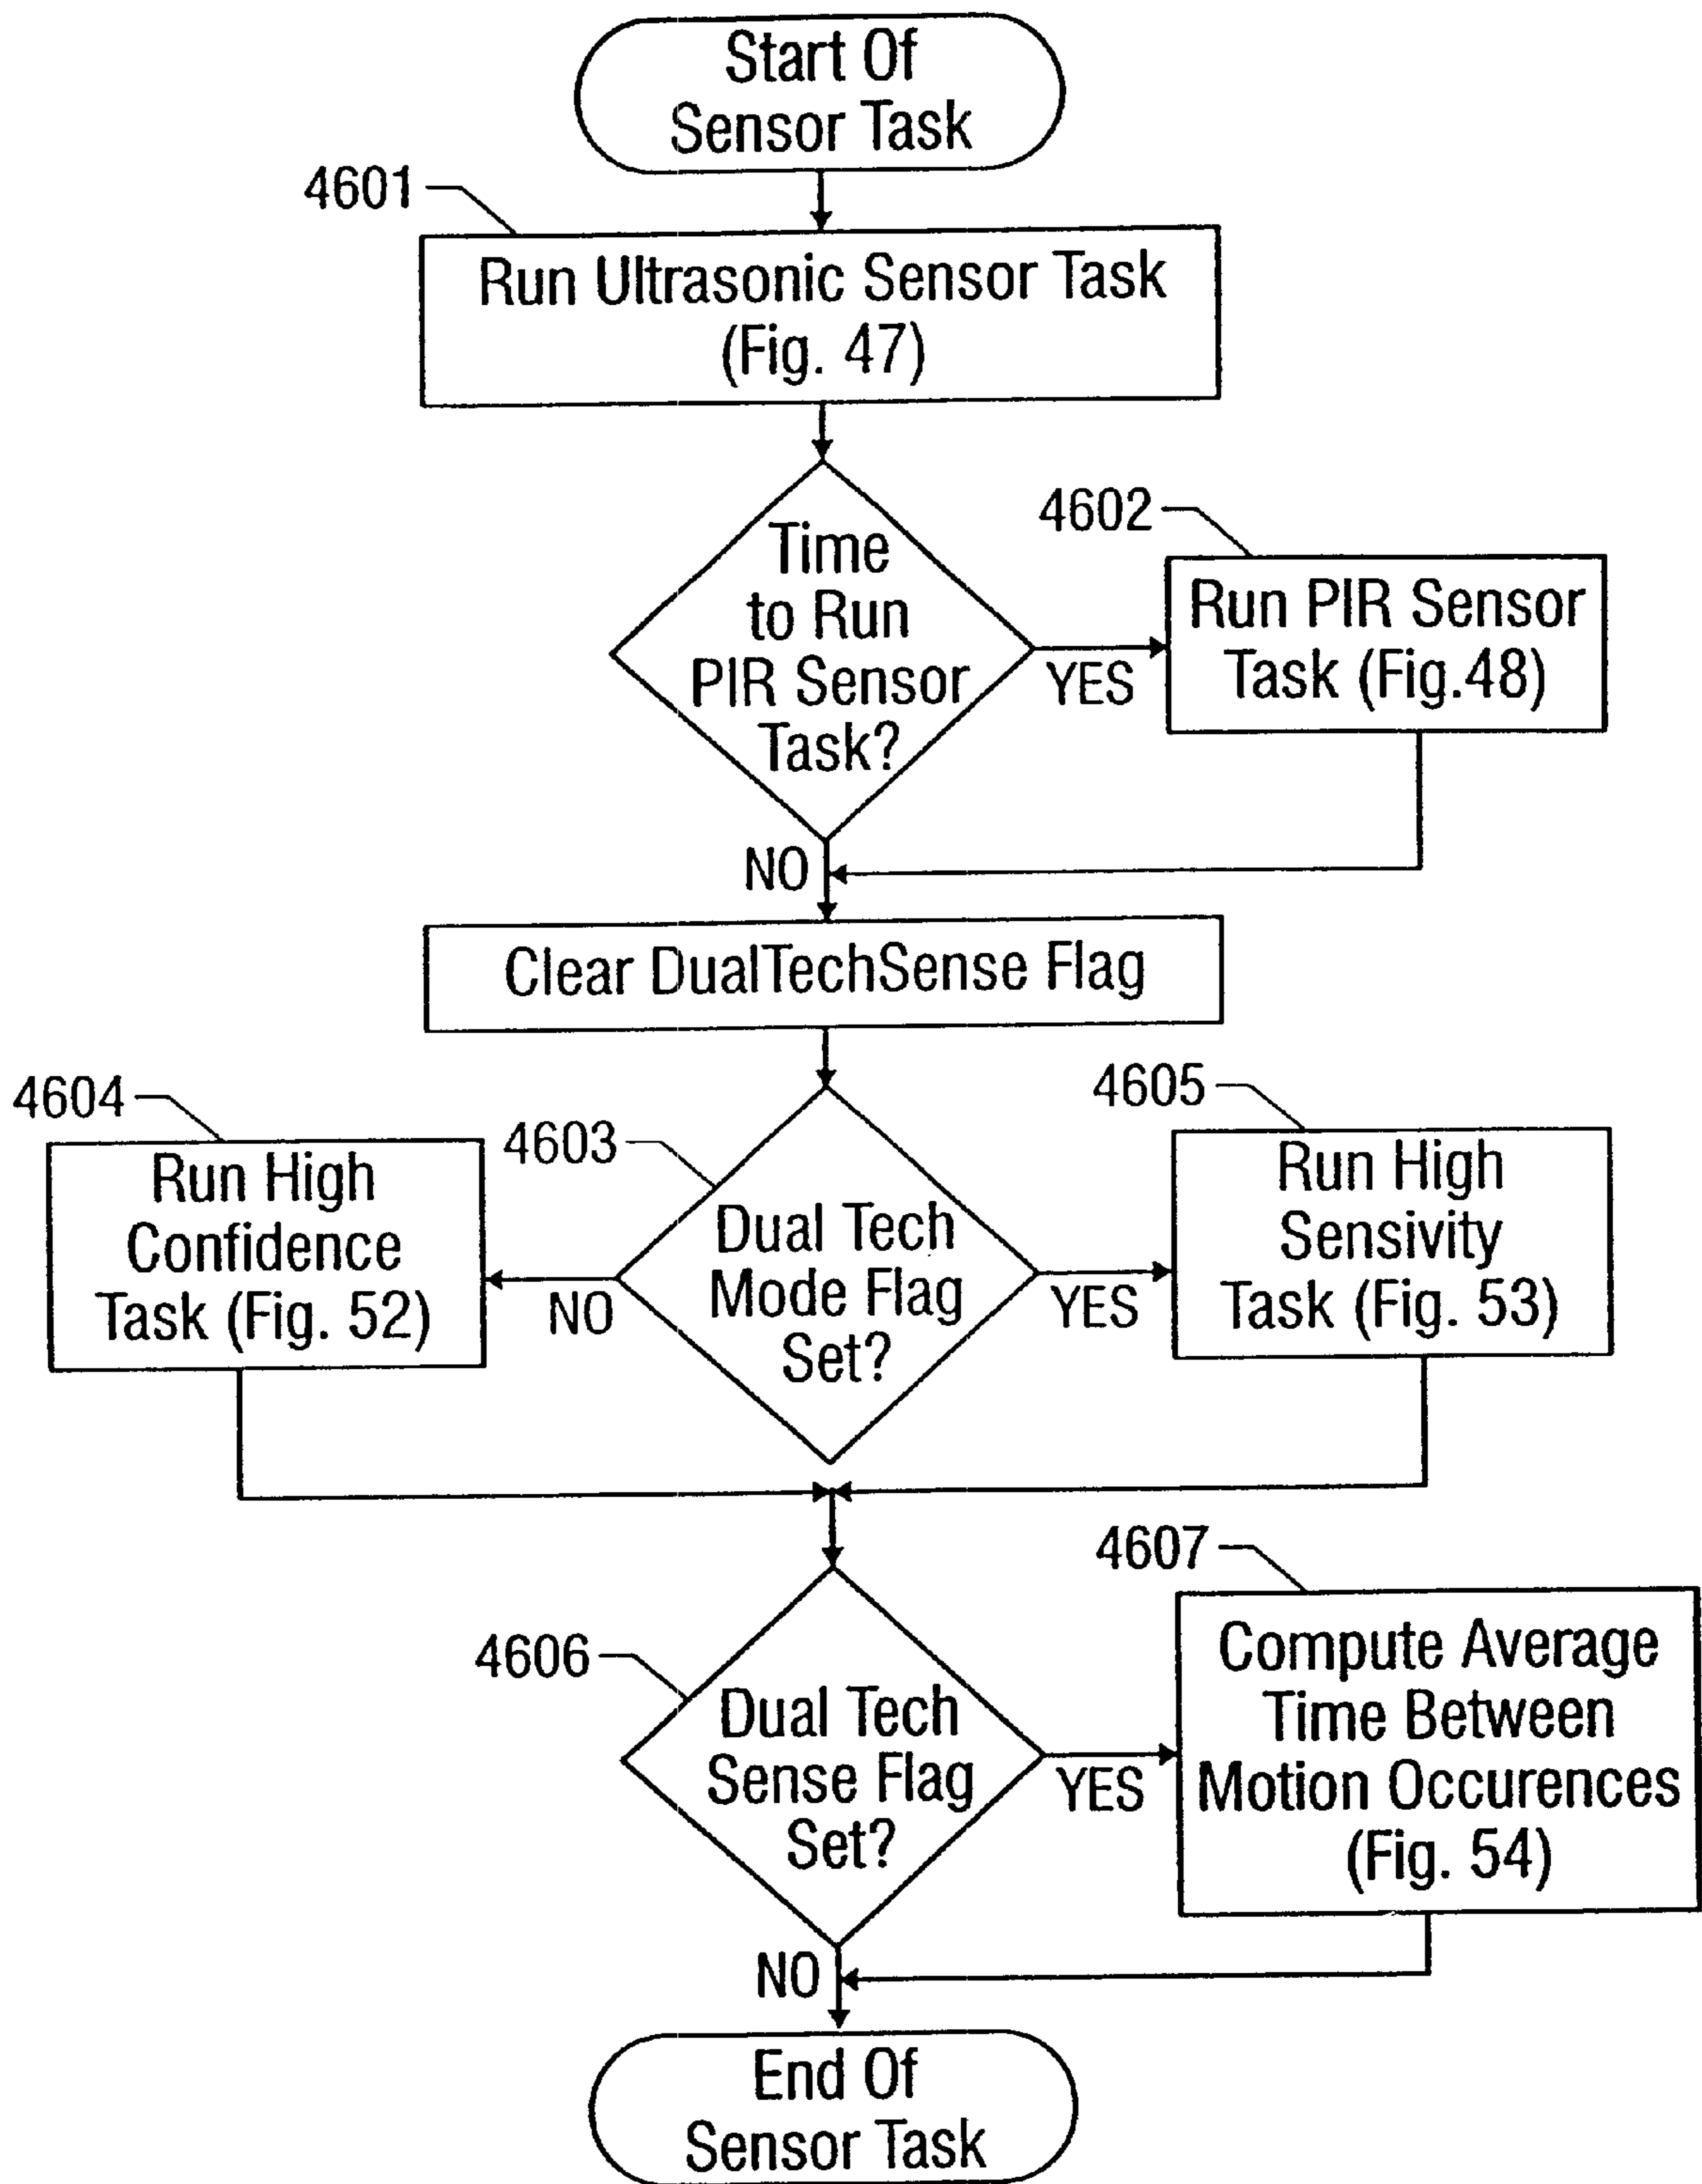 Start Of
Sensor Task
4601
Run Ultrasonic Sensor Task
(Fig. 47)
Time
to Run
PIR Sensor
Task?
YES
4602
Run PIR Sensor
Task (Fig.48)
NO
Clear DualTechSense Flag
4603
Dual Tech
Mode Flag
Set?
4604
Run High
Confidence
Task (Fig. 52)
NO
YES
4605
Run High
Sensivity
Task (Fig. 53)
4606
Dual Tech
Sense Flag
Set?
YES
4607
Compute Average
Time Between
Motion Occurences
(Fig. 54)
NO
End Of
Sensor Task